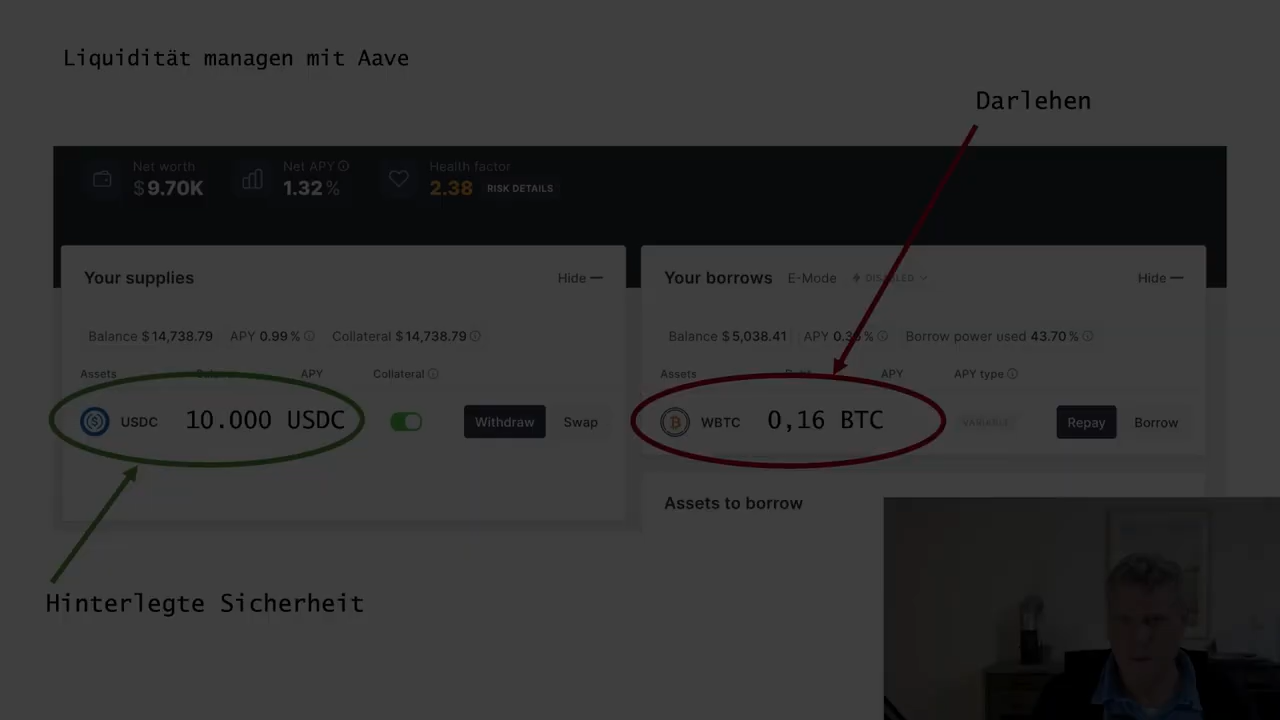 Liquidität managen mit Aave
Darlehen
Net worth
$9.70K
Net APY
1.32%
Health factor
2.38 RISK DETAILS
Your supplies
Hide
Balance $14,738.79 APY 0.99% Collateral $14,738.79
Assets APY Collateral
USDC 10.000 USDC Withdraw Swap
Your borrows E-Mode DISABLED
Hide
Balance $5,038.41 APY Borrow power used 43.70%
Assets APY APY type
WBTC 0,16 BTC VARIABLE Repay Borrow
Assets to borrow
Hinterlegte Sicherheit